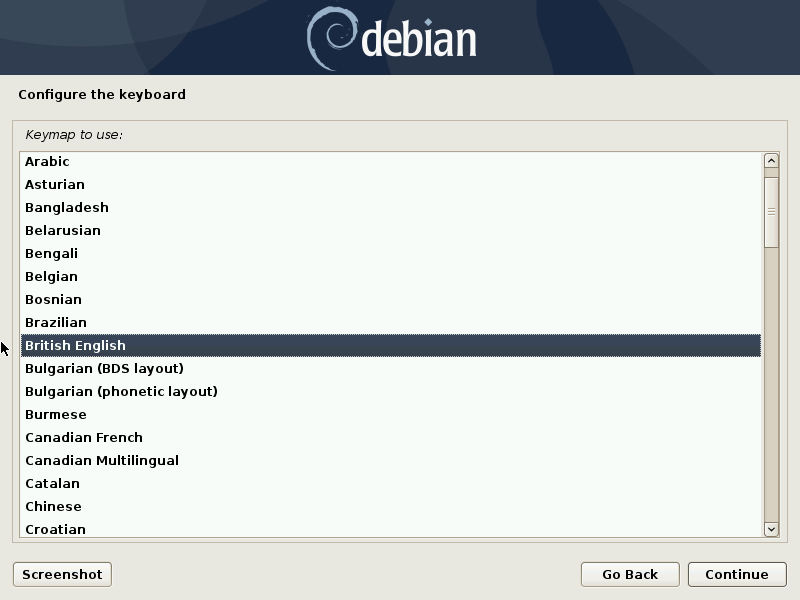 debian
Configure the keyboard
Keymap to use:
Arabic
Asturian
Bangladesh
Belarusian
Bengali
Belgian
Bosnian
Brazilian
British English
Bulgarian (BDS layout)
Bulgarian (phonetic layout)
Burmese
Canadian French
Canadian Multilingual
Catalan
Chinese
Croatian
Screenshot Go Back Continue